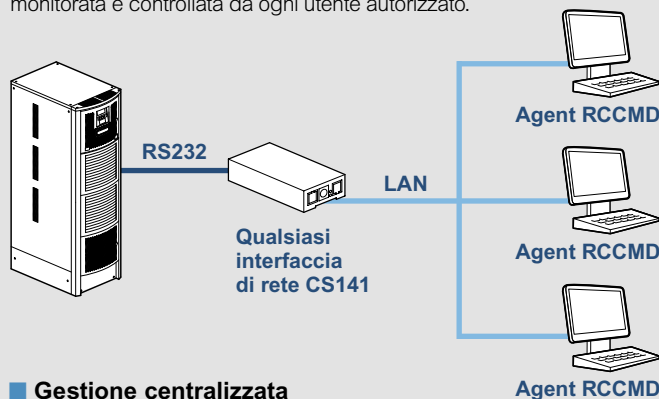 monitorata e controllata da ogni utente autorizzato.
RS232
LAN
Qualsiasi
interfaccia
di rete CS141
Agent RCCMD
Agent RCCMD
Agent RCCMD
Gestione centralizzata